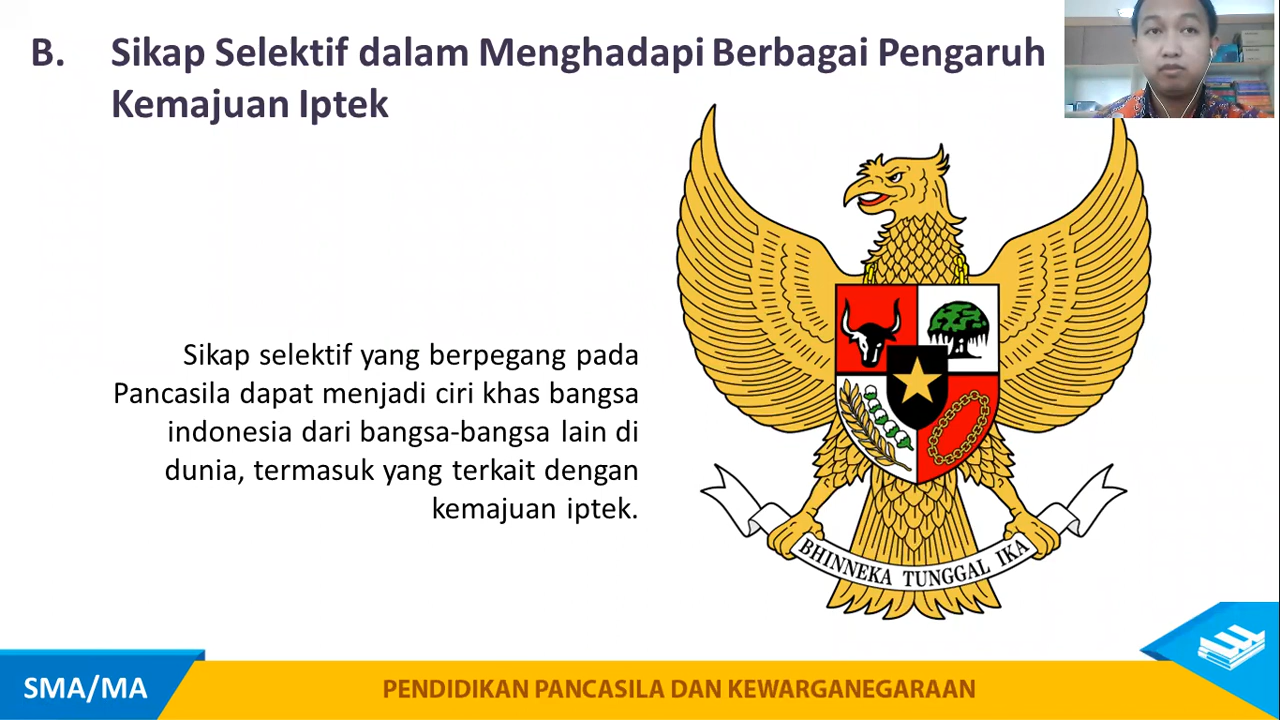 B. Sikap Selektif dalam Menghadapi Berbagai Pengaruh
Kemajuan Iptek
Sikap selektif yang berpegang pada
Pancasila dapat menjadi ciri khas bangsa
indonesia dari bangsa-bangsa lain di
dunia, termasuk yang terkait dengan
kemajuan iptek.
BHINNEKA TUNGGAL IKA
SMA/MA
PENDIDIKAN PANCASILA DAN KEWARGANEGARAAN